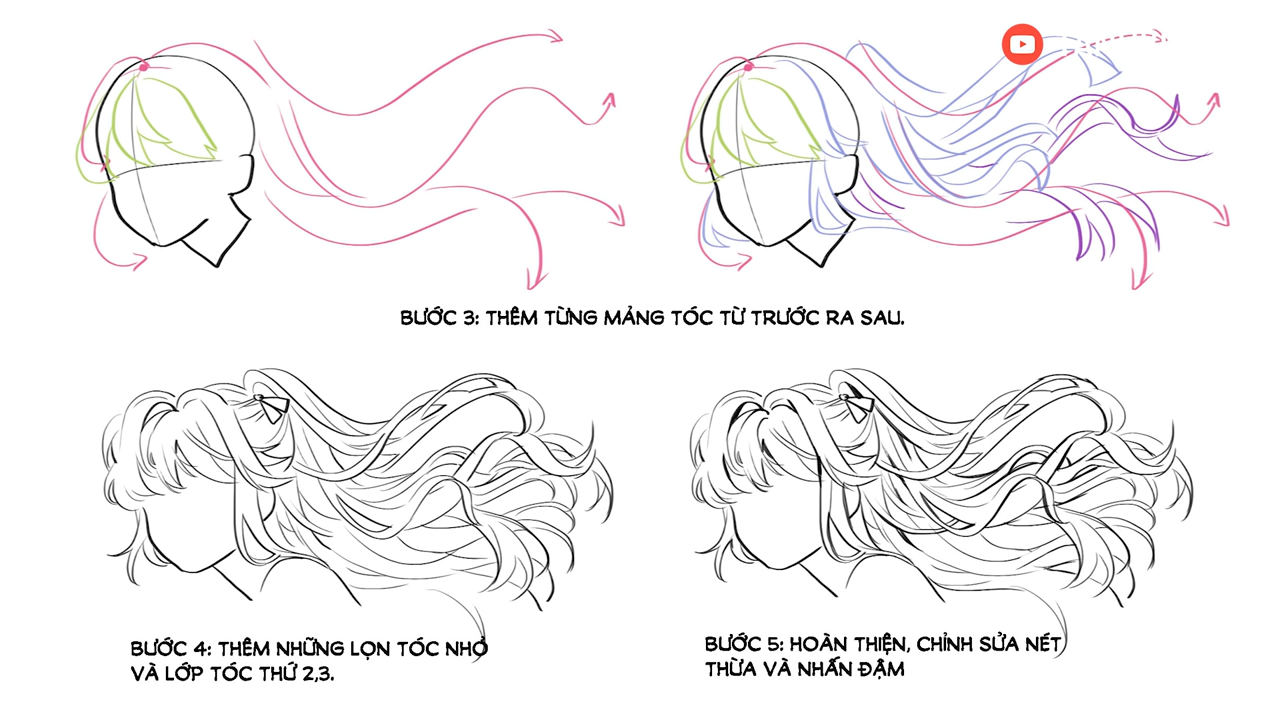 BƯỚC 3: THÊM TỪNG MẢNG TÓC TỪ TRƯỚC RA SAU.
BƯỚC 4: THÊM NHỮNG LỌN TÓC NHỎ
VÀ LỚP TÓC THỨ 2,3.
BƯỚC 5: HOÀN THIỆN, CHỈNH SỬA NÉT
THỪA VÀ NHẤN ĐẬM